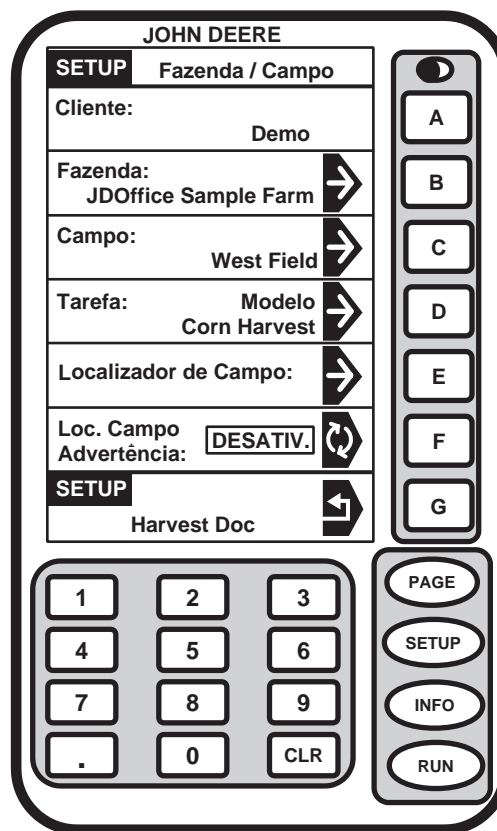 JOHN DEERE
SETUP Fazenda / Campo
Cliente:
Demo
Fazenda:
JDOffice Sample Farm
Campo:
West Field
Tarefa: Modelo
Corn Harvest
Localizador de Campo:
Loc. Campo
Advertência: DESATIV.
SETUP
Harvest Doc
A
B
C
D
E
F
G
1 2 3
4 5 6
7 8 9
. 0 CLR
PAGE
SETUP
INFO
RUN